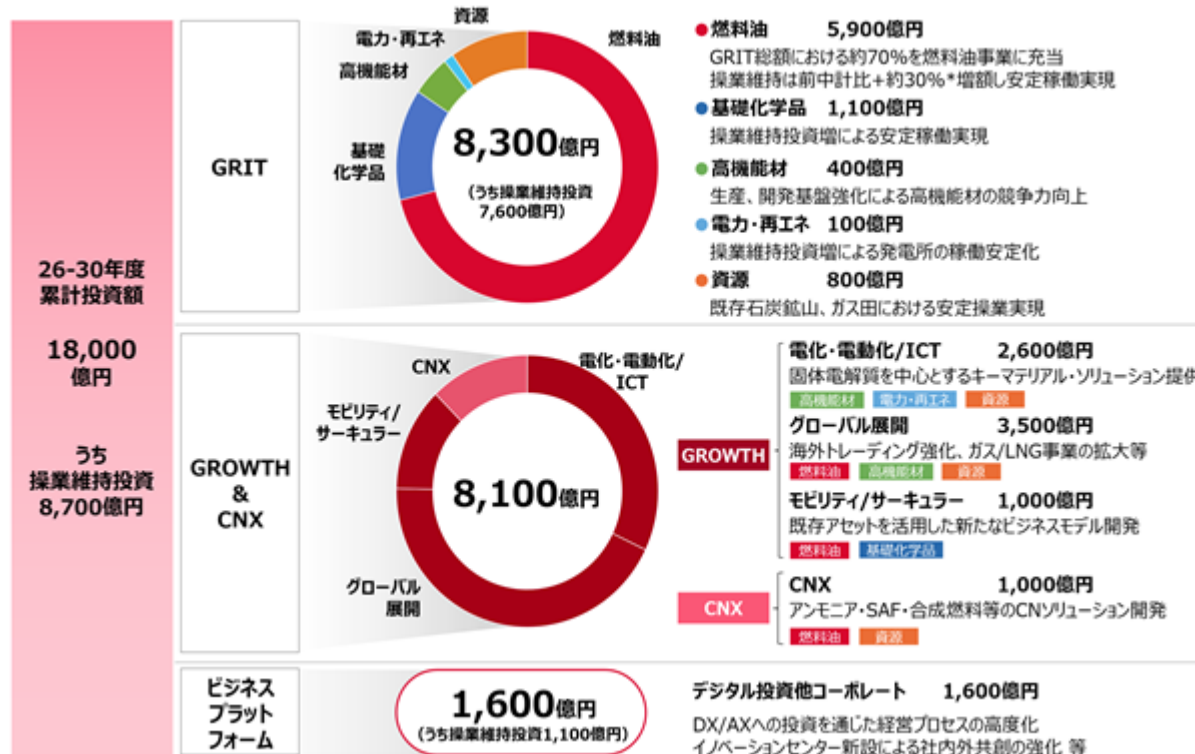 26-30年度
累計投資額
18,000
億円
うち
操業維持投資
8,700億円
GRIT
資源
電力・再エネ
高機能材
基礎
化学品
燃料油
8,300億円
(うち操業維持投資
7,600億円)
燃料油 5,900億円
GRIT総額における約70%を燃料油事業に充当
操業維持は前中計比+約30%*増額し安定稼働実現
基礎化学品 1,100億円
操業維持投資増による安定稼働実現
高機能材 400億円
生産、開発基盤強化による高機能材の競争力向上
電力・再エネ 100億円
操業維持投資増による発電所の稼働安定化
資源 800億円
既存石炭鉱山、ガス田における安定操業実現
GROWTH
&
CNX
CNX
モビリティ/
サーキュラー
グローバル
展開
電化・電動化/
ICT
8,100億円
GROWTH
電化・電動化/ICT 2,600億円
固体電解質を中心とするキーマテリアル・ソリューション提供
高機能材 電力・再エネ 資源
グローバル展開 3,500億円
海外トレーディング強化、ガス/LNG事業の拡大等
燃料油 高機能材 資源
モビリティ/サーキュラー 1,000億円
既存アセットを活用した新たなビジネスモデル開発
燃料油 基礎化学品
CNX
CNX 1,000億円
アンモニア・SAF・合成燃料等のCNソリューション開発
燃料油 資源
ビジネス
プラット
フォーム
1,600億円
(うち操業維持投資1,100億円)
デジタル投資他コーポレート 1,600億円
DX/AXへの投資を通じた経営プロセスの高度化
イノベーションセンター新設による社内外共創の強化 等